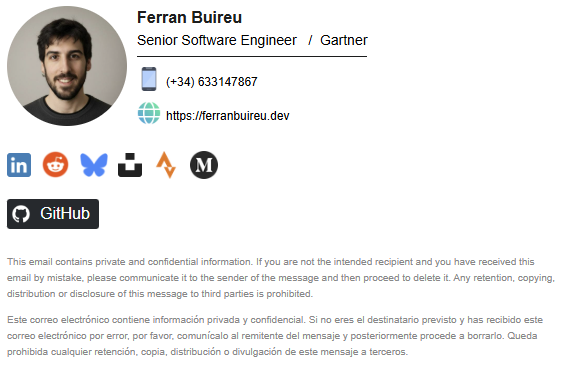 Ferran Buireu
Senior Software Engineer / Gartner
(+34) 633147867
https://ferranbuireu.dev
in
M
GitHub
This email contains private and confidential information. If you are not the intended recipient and you have received this
email by mistake, please communicate it to the sender of the message and then proceed to delete it. Any retention, copying,
distribution or disclosure of this message to third parties is prohibited.
Este correo electrónico contiene información privada y confidencial. Si no eres el destinatario previsto y has recibido este
correo electrónico por error, por favor, comunícalo al remitente del mensaje y posteriormente procede a borrarlo. Queda
prohibida cualquier retención, copia, distribución o divulgación de este mensaje a terceros.